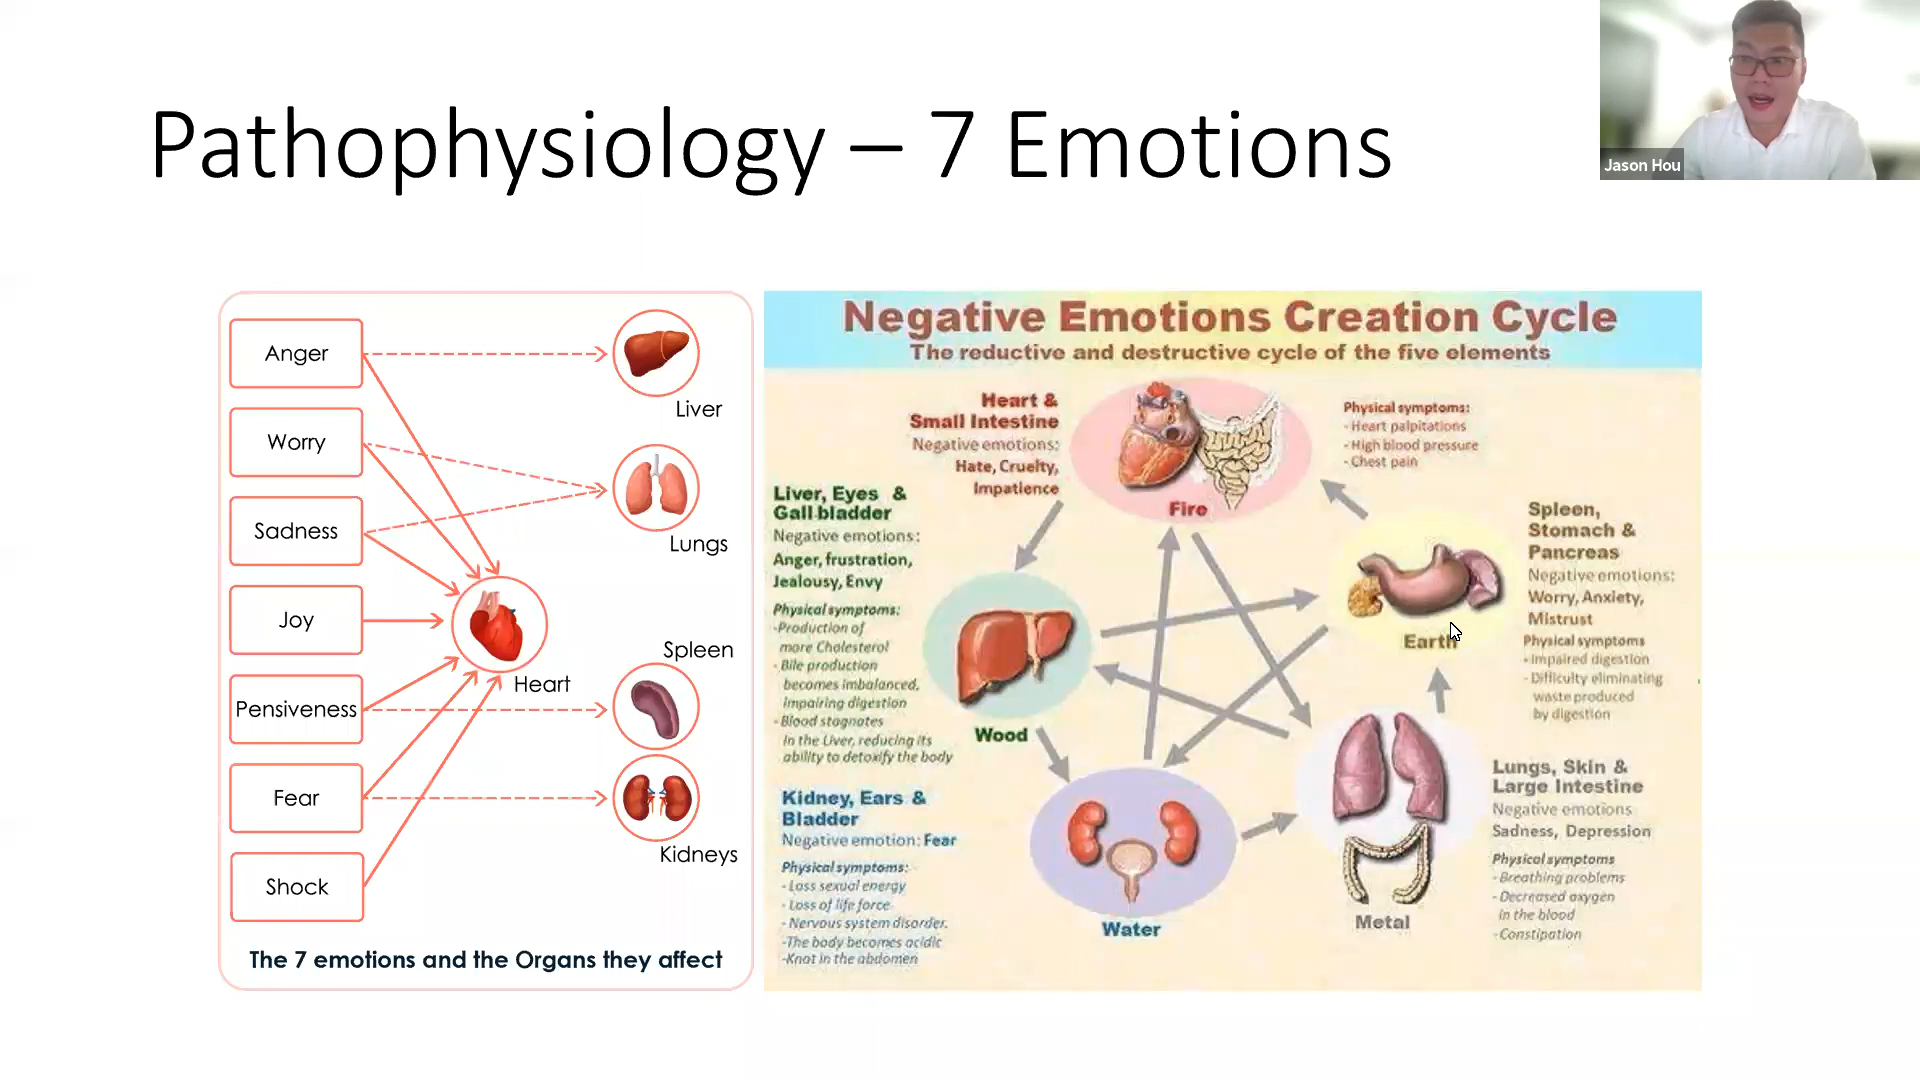 Pathophysiology – 7 Emotions
Jason Hou
Anger
Worry
Sadness
Joy
Pensiveness
Fear
Shock
Liver
Lungs
Heart
Spleen
Kidneys
The 7 emotions and the Organs they affect
Negative Emotions Creation Cycle
The reductive and destructive cycle of the five elements
Heart &
Small Intestine
Negative emotions:
Hate, Cruelty,
Impatience
Fire
Physical symptoms:
- Heart palpitations
- High blood pressure
- Chest pain
Liver, Eyes &
Gall bladder
Negative emotions:
Anger, frustration,
Jealousy, Envy
Physical symptoms:
-Production of
more Cholesterol
- Bile production
becomes imbalanced,
impairing digestion
- Blood stagnates
in the Liver, reducing its
ability to detoxify the body
Wood
Spleen,
Stomach &
Pancreas
Negative emotions:
Worry, Anxiety,
Mistrust
Physical symptoms
- Impaired digestion
- Difficulty eliminating
waste produced
by digestion
Earth
Kidney, Ears &
Bladder
Negative emotion: Fear
Physical symptoms:
- Loss sexual energy
- Loss of life force
- Nervous system disorder.
-The body becomes acidic
-Knot in the abdomen
Water
Lungs, Skin &
Large Intestine
Negative emotions
Sadness, Depression
Physical symptoms
- Breathing problems
- Decreased oxygen
in the blood
- Constipation
Metal